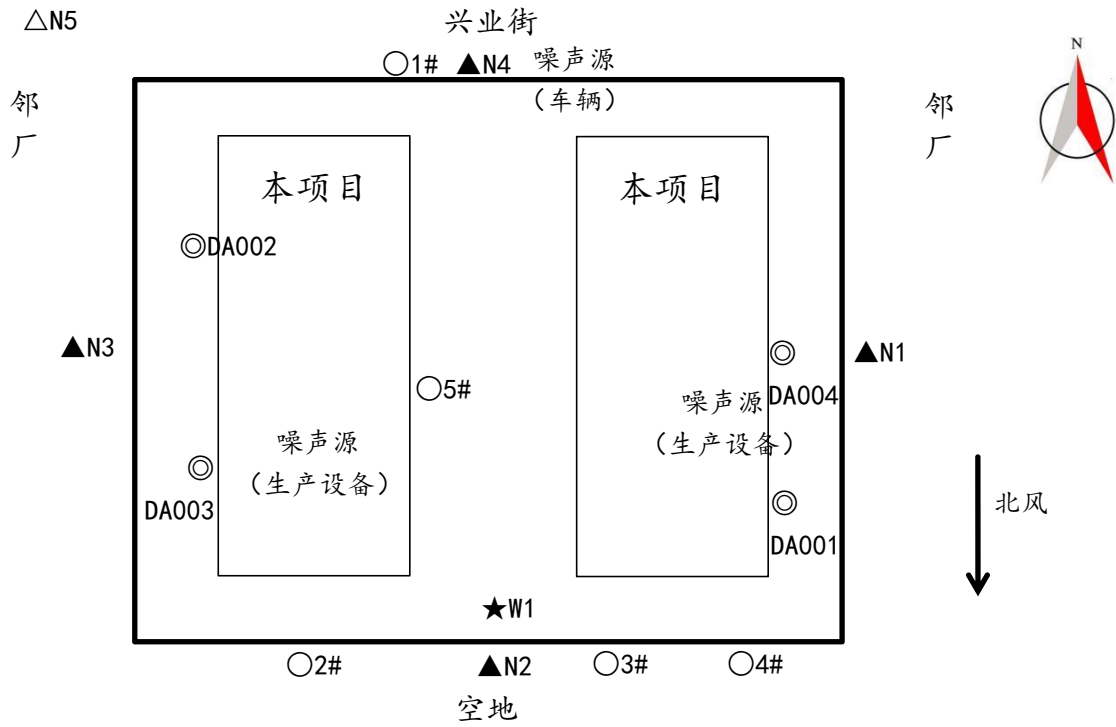 △N5
兴业街
○1# ▲N4 噪声源
（车辆）
N
邻
厂
邻
厂
本项目
本项目
◎DA002
▲N3
▲N1
○5#
DA004
噪声源
（生产设备）
噪声源
（生产设备）
DA003
DA001
北风
★W1
○2# ▲N2 ○3# ○4#
空地